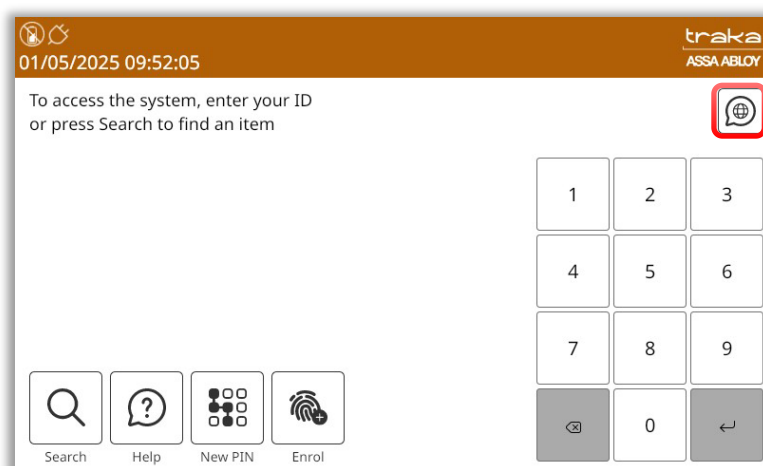 traka
01/05/2025 09:52:05
ASSA ABLOY
To access the system, enter your ID
or press Search to find an item
1 2 3
4 5 6
7 8 9
0
?
Search Help New PIN Enrol